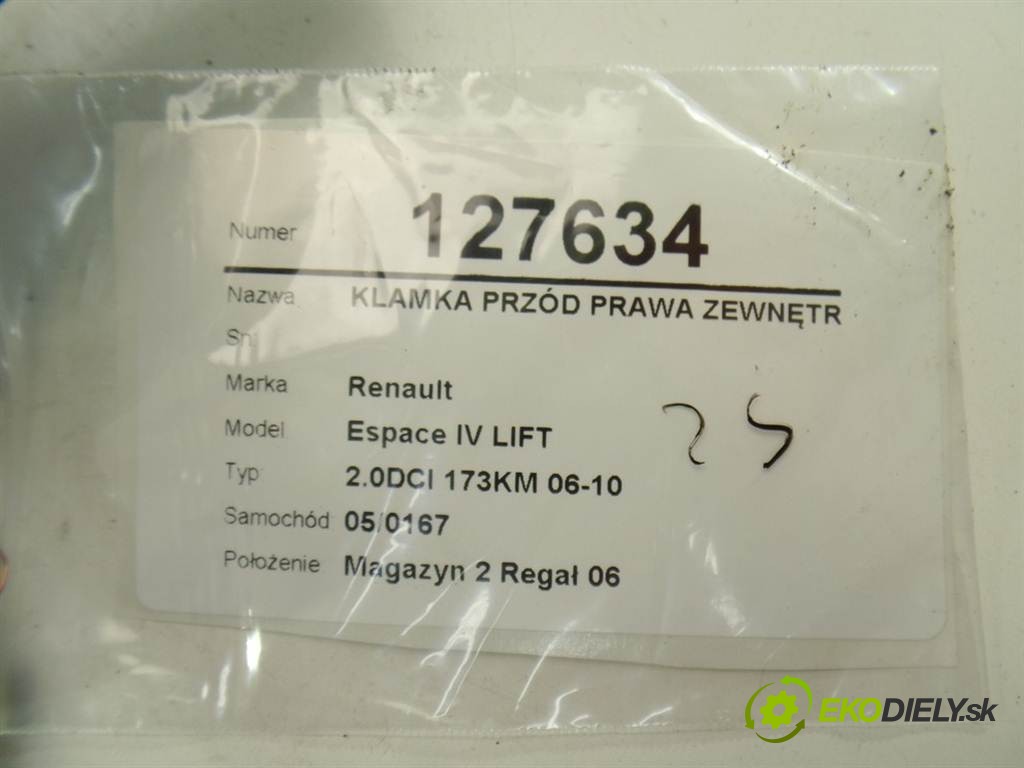 Numer 127634
Nazwa KLAMKA PRZÓD PRAWA ZEWNĘTR
Sn.
Marka Renault
Model Espace IV LIFT
Typ 2.0DCI 173KM 06-10
Samochód 05/0167
Położenie Magazyn 2 Regał 06
EKODIELY.sk